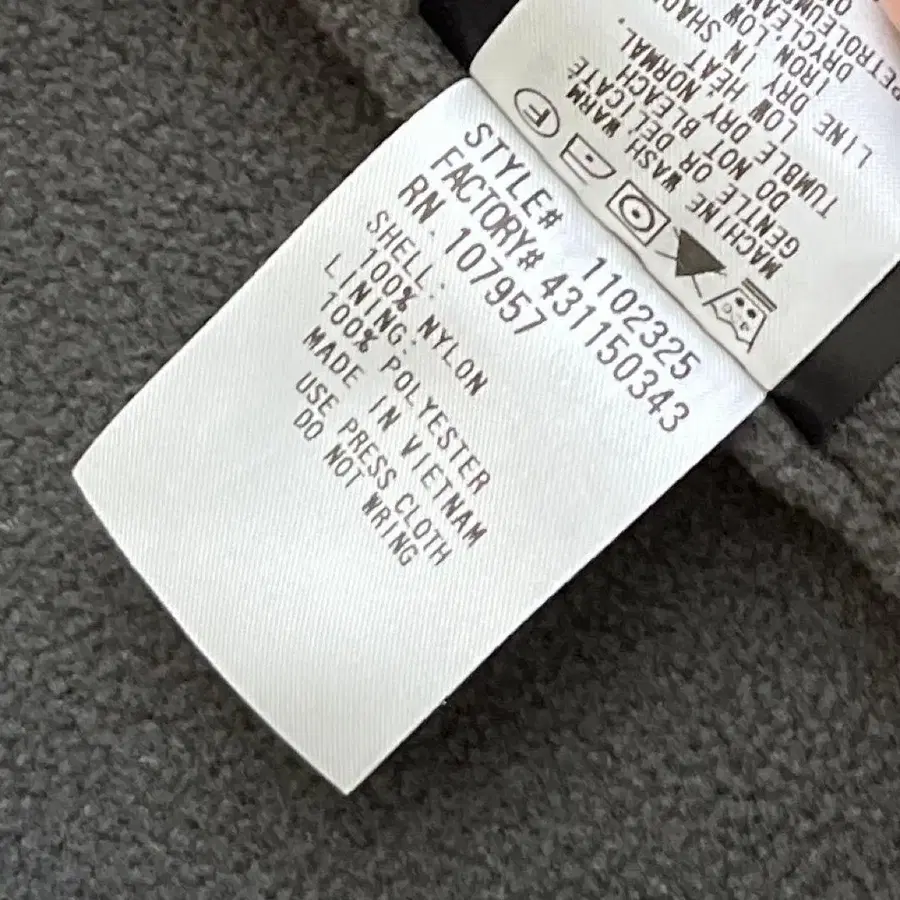 STYLE# 1102325
FACTORY# 431150343
RN. 107957
SHELL:
100% NYLON
LINING:
100% POLYESTER
MADE IN VIETNAM
USE PRESS CLOTH
DO NOT WRING
MACHINE WASH WARM
GENTLE OR DELICATE
DO NOT BLEACH
TUMBLE DRY NORMAL
LOW HEAT
LINE DRY IN SHADE
IRON LOW
DRYCLEAN
PETROLEUM
F